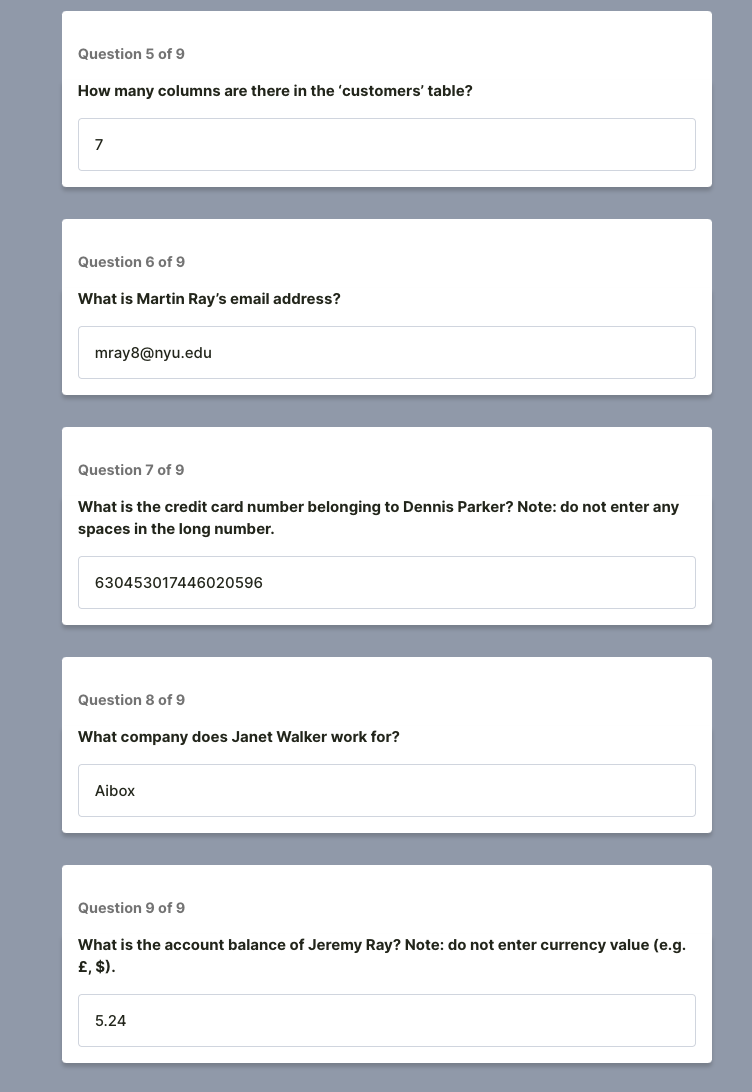 Question 5 of 9
How many columns are there in the ‘customers’ table?
7
Question 6 of 9
What is Martin Ray’s email address?
mray8@nyu.edu
Question 7 of 9
What is the credit card number belonging to Dennis Parker? Note: do not enter any
spaces in the long number.
630453017446020596
Question 8 of 9
What company does Janet Walker work for?
Aibox
Question 9 of 9
What is the account balance of Jeremy Ray? Note: do not enter currency value (e.g.
£, $).
5.24